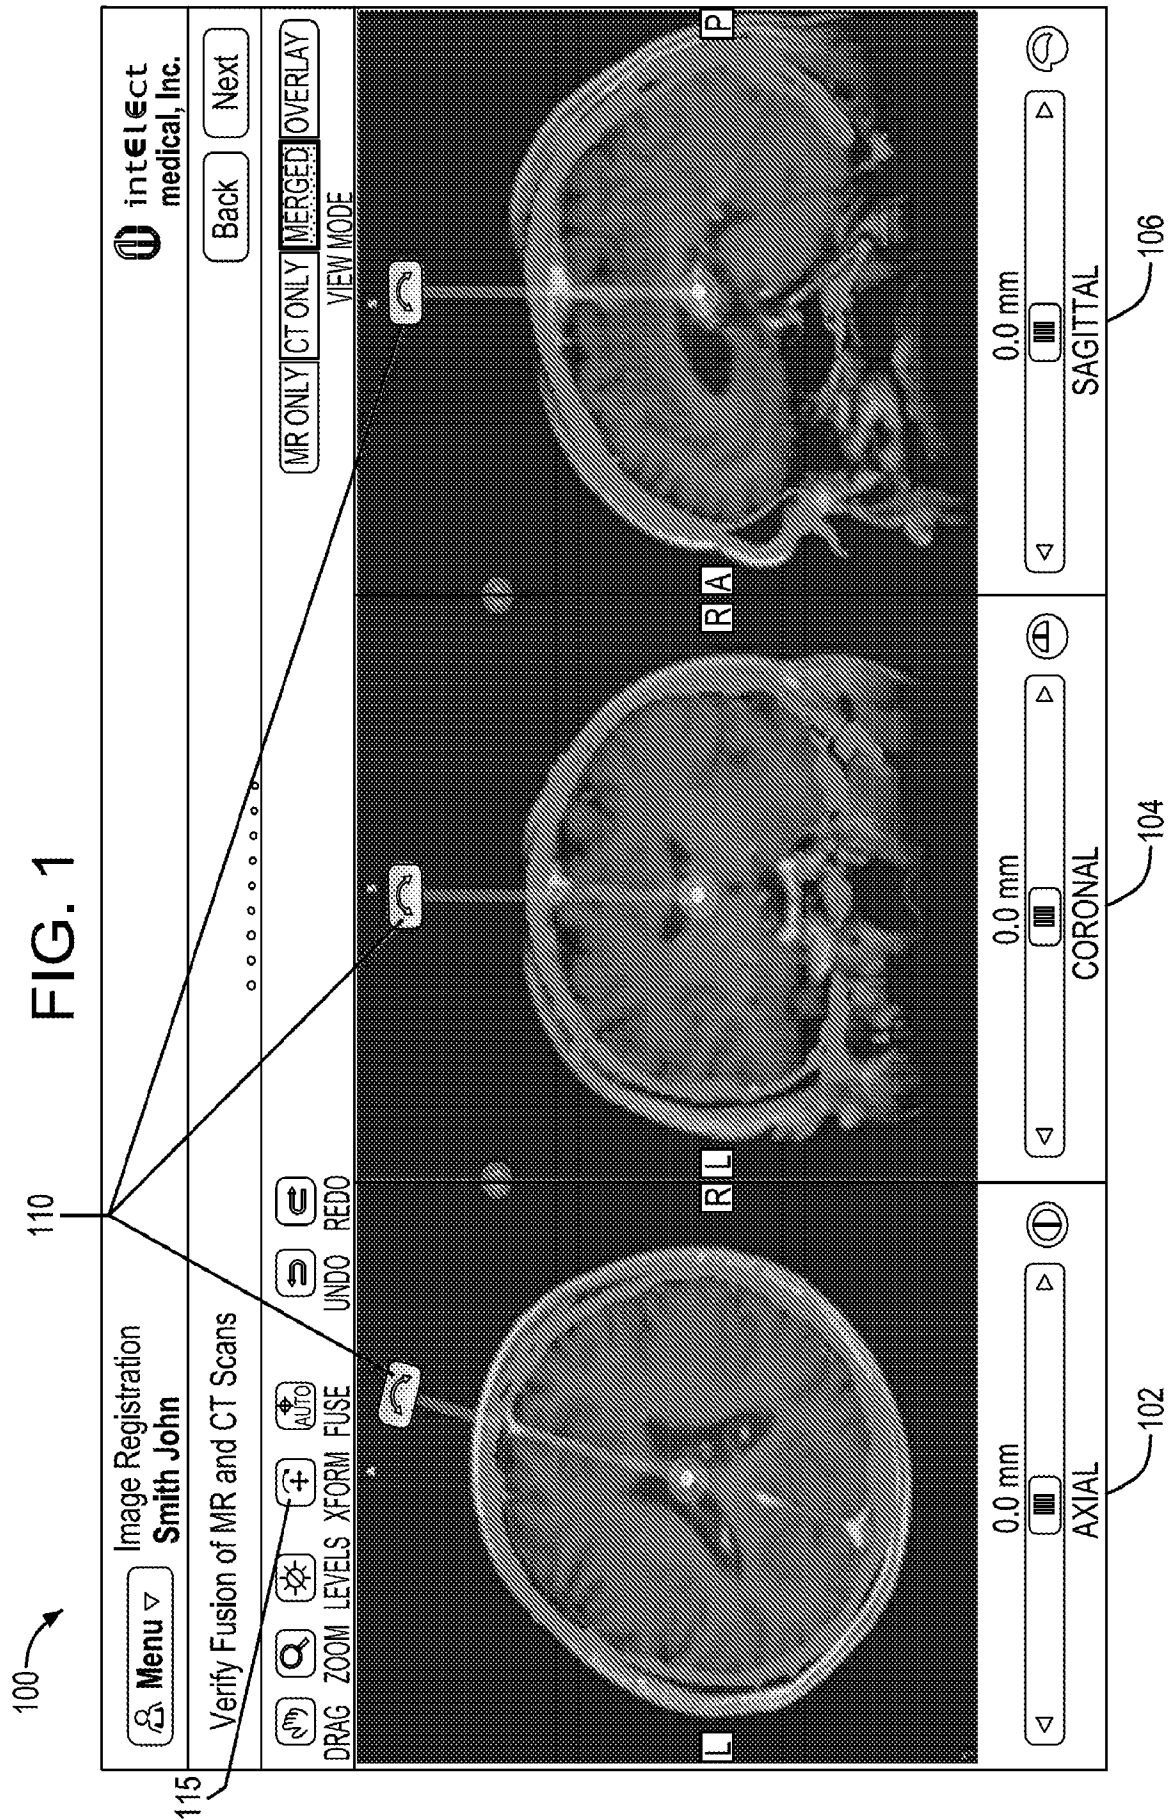 FIG. 1
100
110
115
Menu
Image Registration
Smith John
intElEct
medical, Inc.
Verify Fusion of MR and CT Scans
Back
Next
DRAG
ZOOM
LEVELS
XFORM
AUTO
FUSE
UNDO
REDO
MR ONLY
CT ONLY
MERGED
OVERLAY
VIEW MODE
L
R
L
R
A
P
0.0 mm
0.0 mm
0.0 mm
AXIAL
CORONAL
SAGITTAL
102
104
106